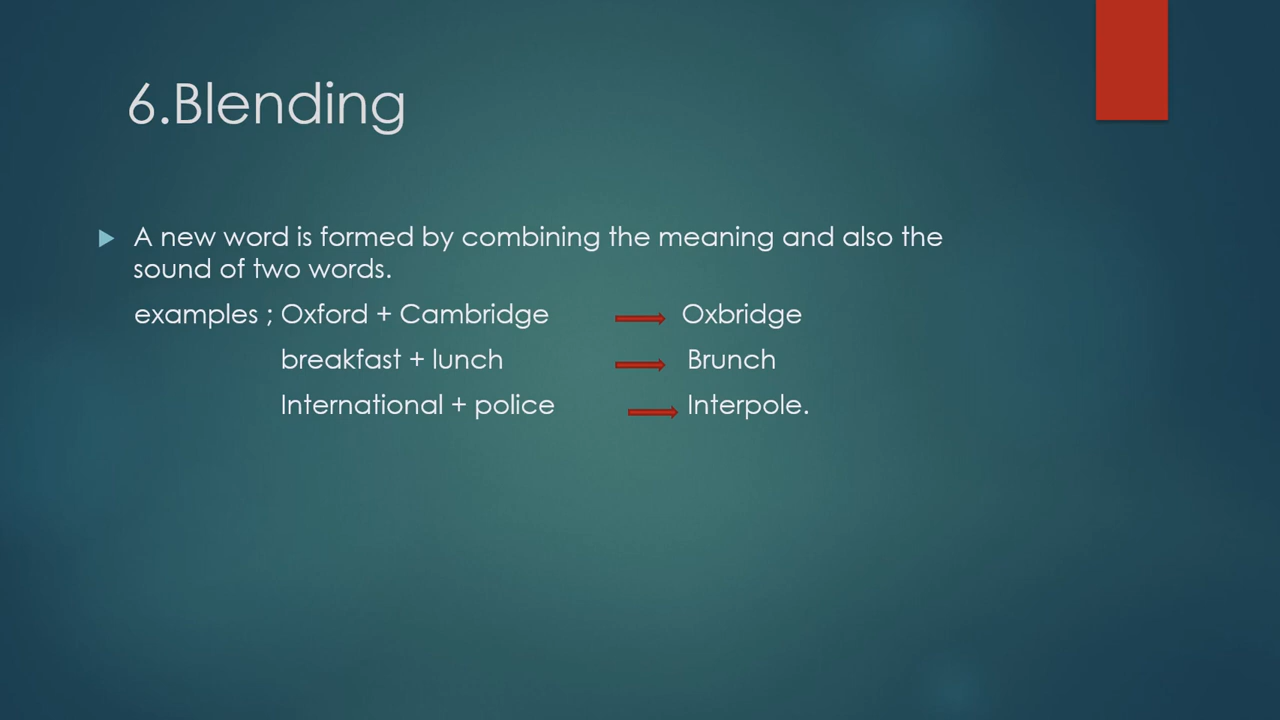 6.Blending
A new word is formed by combining the meaning and also the
sound of two words.
examples ; Oxford + Cambridge Oxbridge
breakfast + lunch Brunch
International + police Interpole.